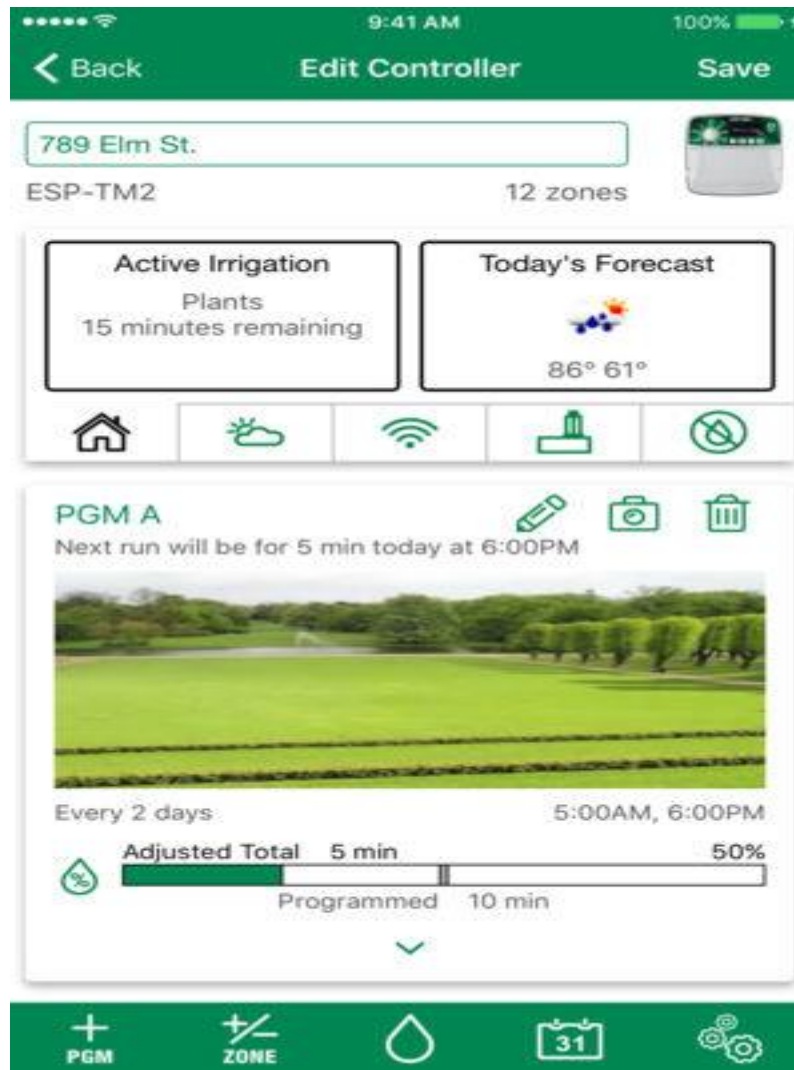 9:41 AM
100%
Back
Edit Controller
Save
789 Elm St.
ESP-TM2
12 zones
Active Irrigation
Plants
15 minutes remaining
Today's Forecast
86° 61°
PGM A
Next run will be for 5 min today at 6:00PM
Every 2 days
5:00AM, 6:00PM
Adjusted Total 5 min
50%
%
Programmed 10 min
+ PGM
+/- ZONE
31